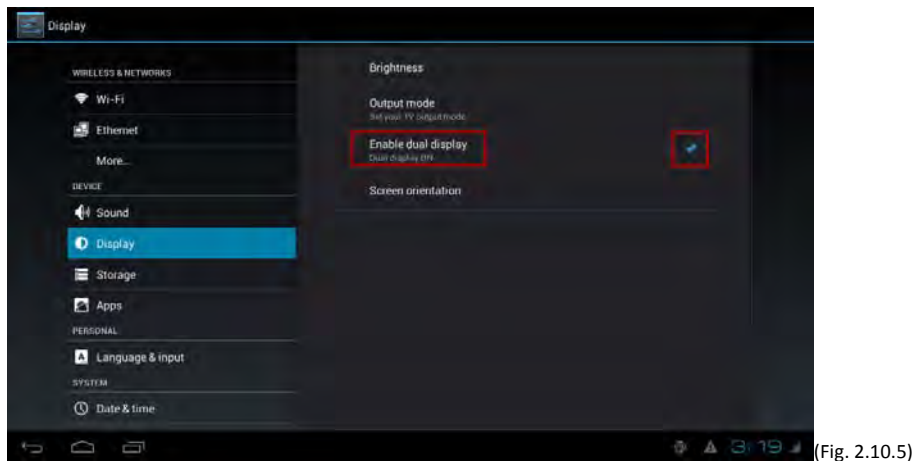 Display
WIRELESS & NETWORKS
Wi-Fi
Ethernet
More...
DEVICE
Sound
Display
Storage
Apps
PERSONAL
Language & input
SYSTEM
Date & time
Brightness
Output mode
Set your TV output mode
Enable dual display
Dual display ON
Screen orientation
3:19
(Fig. 2.10.5)